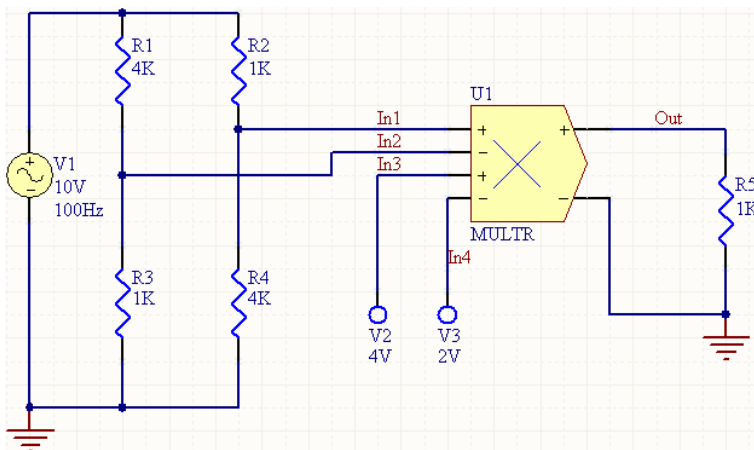 R1
4K
R2
1K
V1
10V
100Hz
R3
1K
R4
4K
In1
In2
In3
In4
U1
+
−
+
−
+
−
MULTR
Out
R5
1K
V2
4V
V3
2V